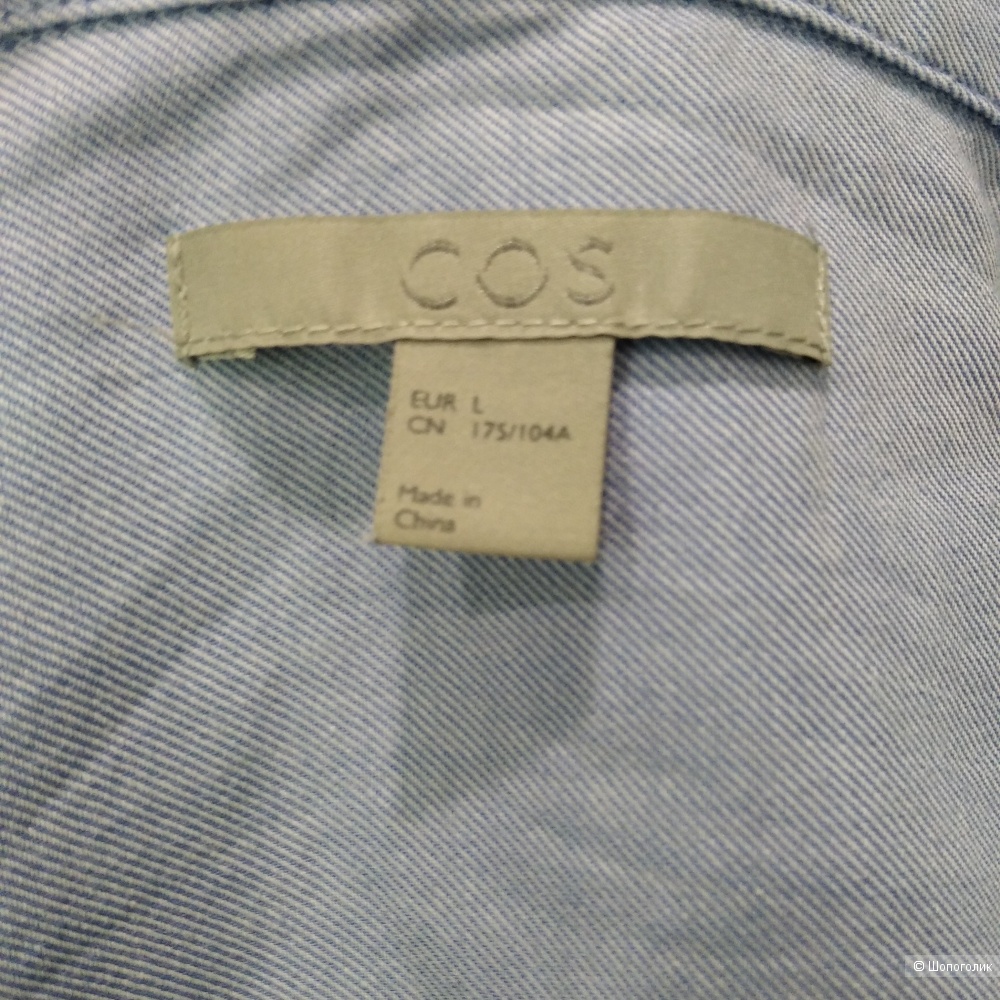 COS
EUR L
CN 175/104A
Made in
China
© Шопоголик